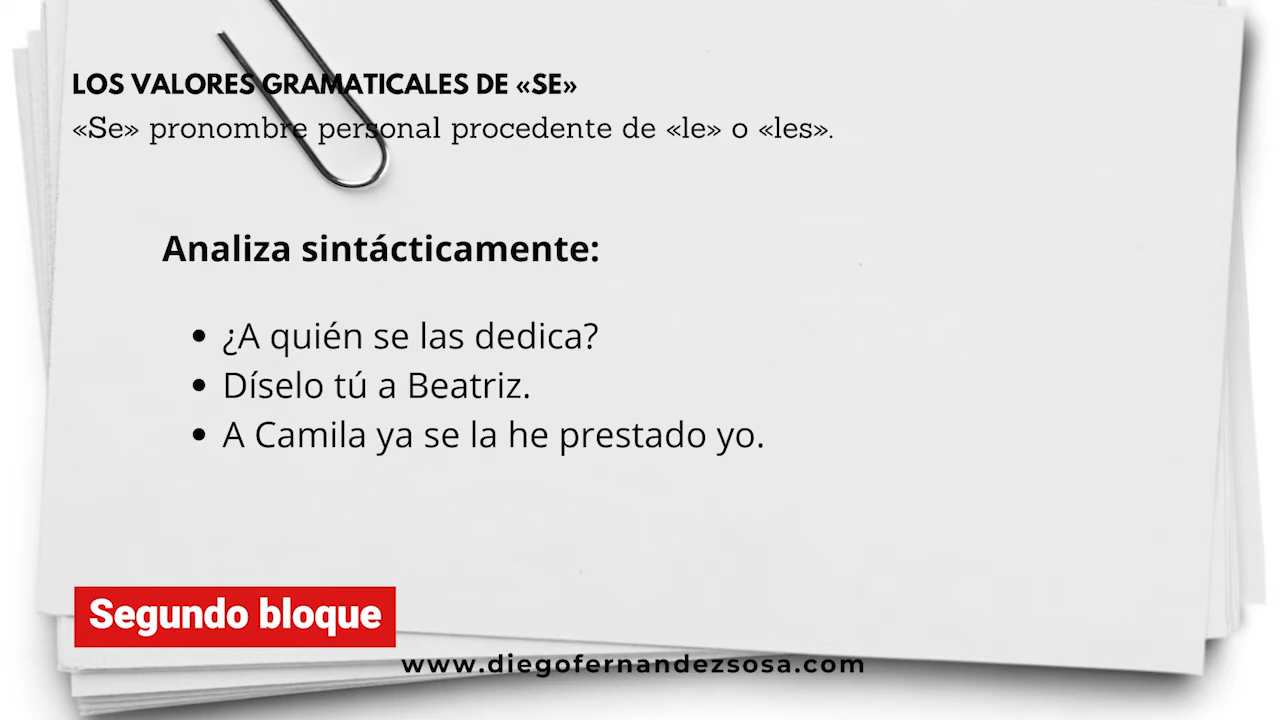 LOS VALORES GRAMATICALES DE «SE»
«Se» pronombre personal procedente de «le» o «les».
Analiza sintácticamente:
• ¿A quién se las dedica?
• Díselo tú a Beatriz.
• A Camila ya se la he prestado yo.
Segundo bloque
www.diegofernandezsosa.com